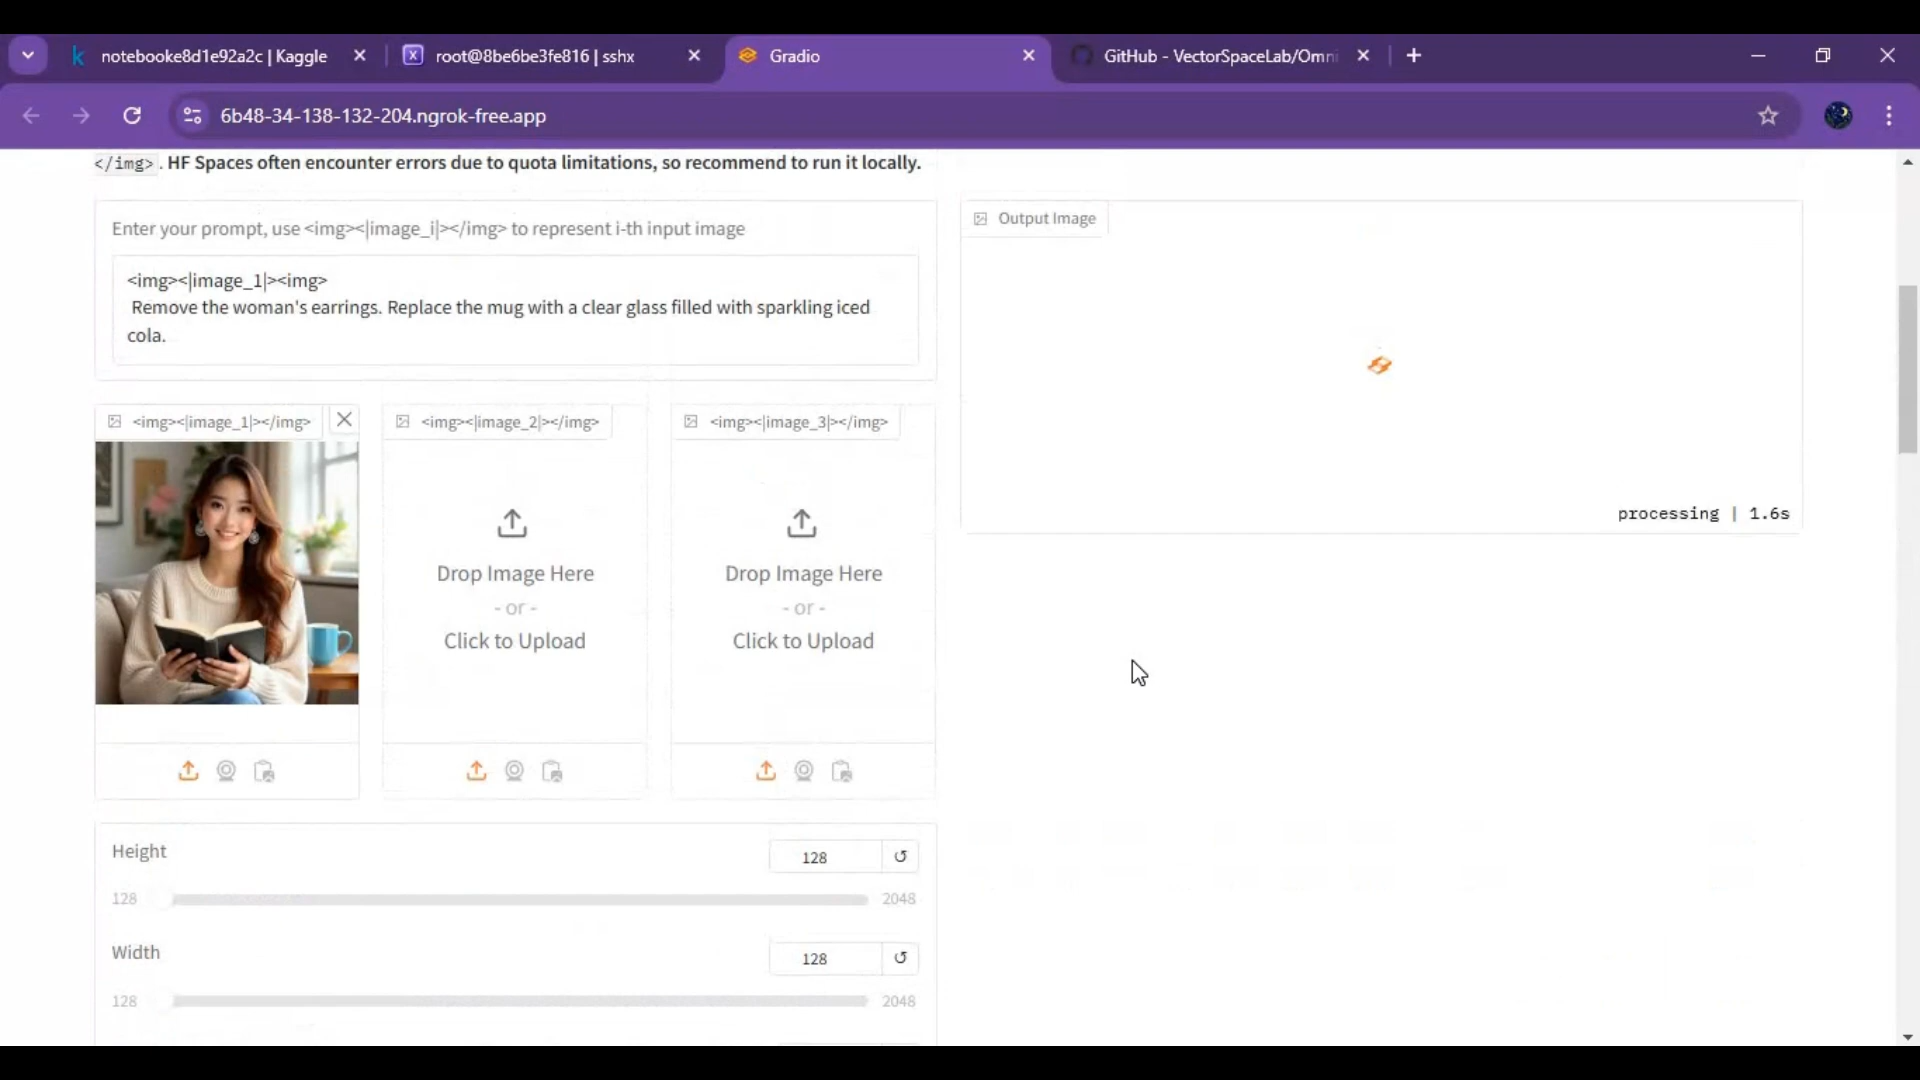 notebooke8d1e92a2c | Kaggle
root@8be6be3fe816 | sshx
Gradio
GitHub - VectorSpaceLab/Omni
6b48-34-138-132-204.ngrok-free.app
</img> . HF Spaces often encounter errors due to quota limitations, so recommend to run it locally.
Enter your prompt, use <img><|image_i|></img> to represent i-th input image
<img><|image_1|><img>
Remove the woman's earrings. Replace the mug with a clear glass filled with sparkling iced
cola.
Output Image
processing | 1.6s
<img><|image_1|></img>
<img><|image_2|></img>
<img><|image_3|></img>
Drop Image Here
- or -
Click to Upload
Drop Image Here
- or -
Click to Upload
Height
128
128
2048
Width
128
128
2048